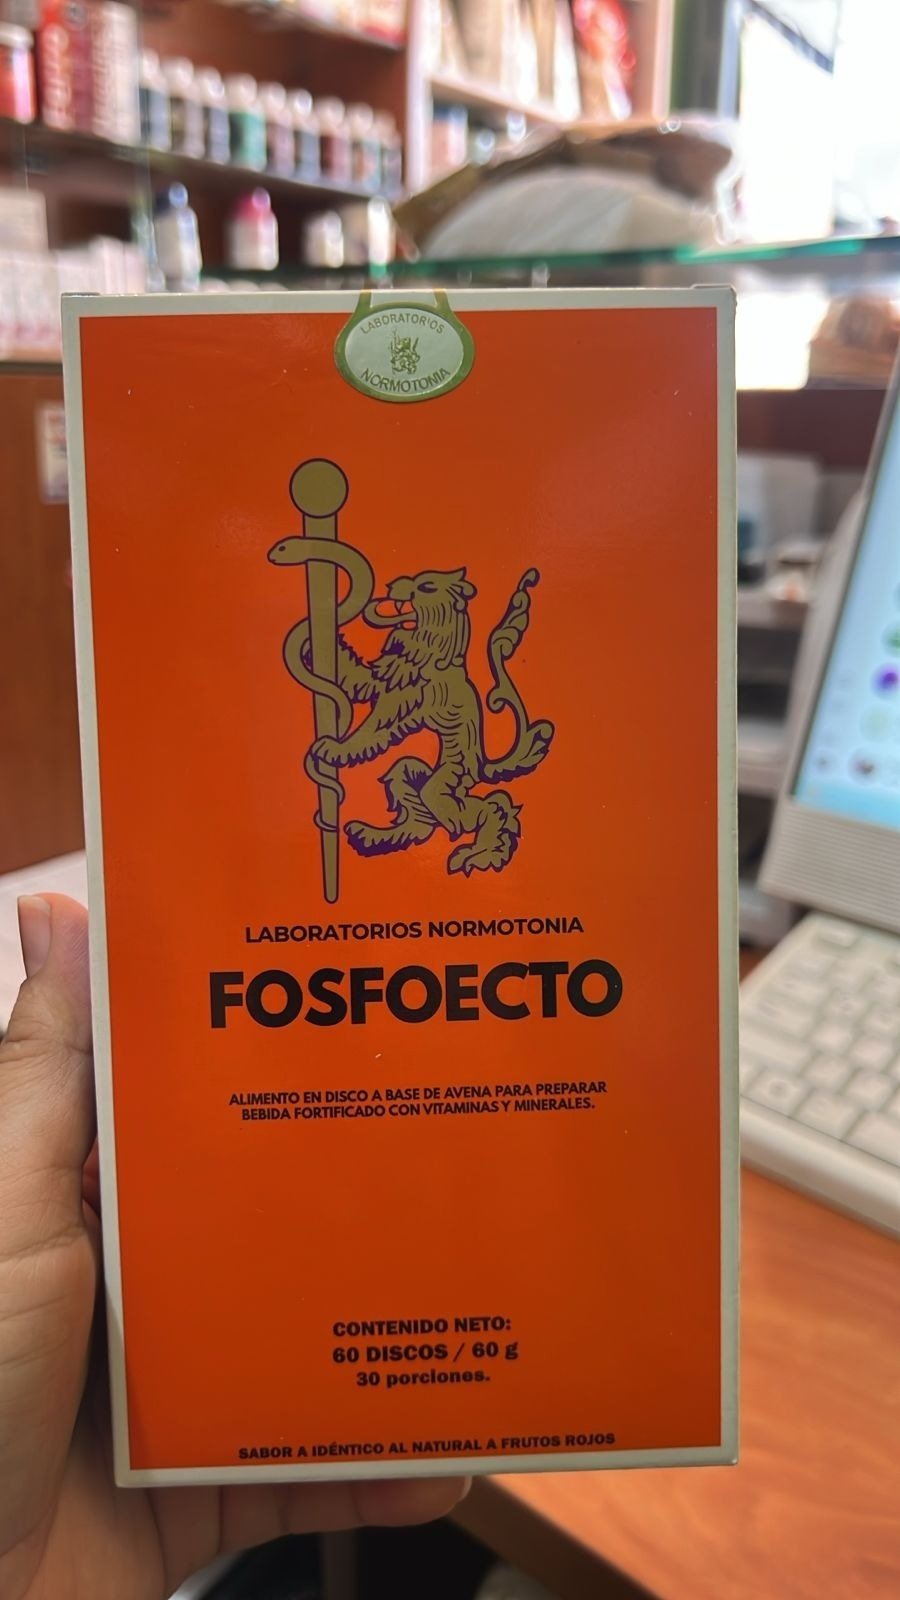 LABORATORIOS
NORMOTONIA
LABORATORIOS NORMOTONIA
FOSFOECTO
ALIMENTO EN DISCO A BASE DE AVENA PARA PREPARAR
BEBIDA FORTIFICADO CON VITAMINAS Y MINERALES.
CONTENIDO NETO:
60 DISCOS / 60 g
30 porciones.
SABOR A IDÉNTICO AL NATURAL A FRUTOS ROJOS